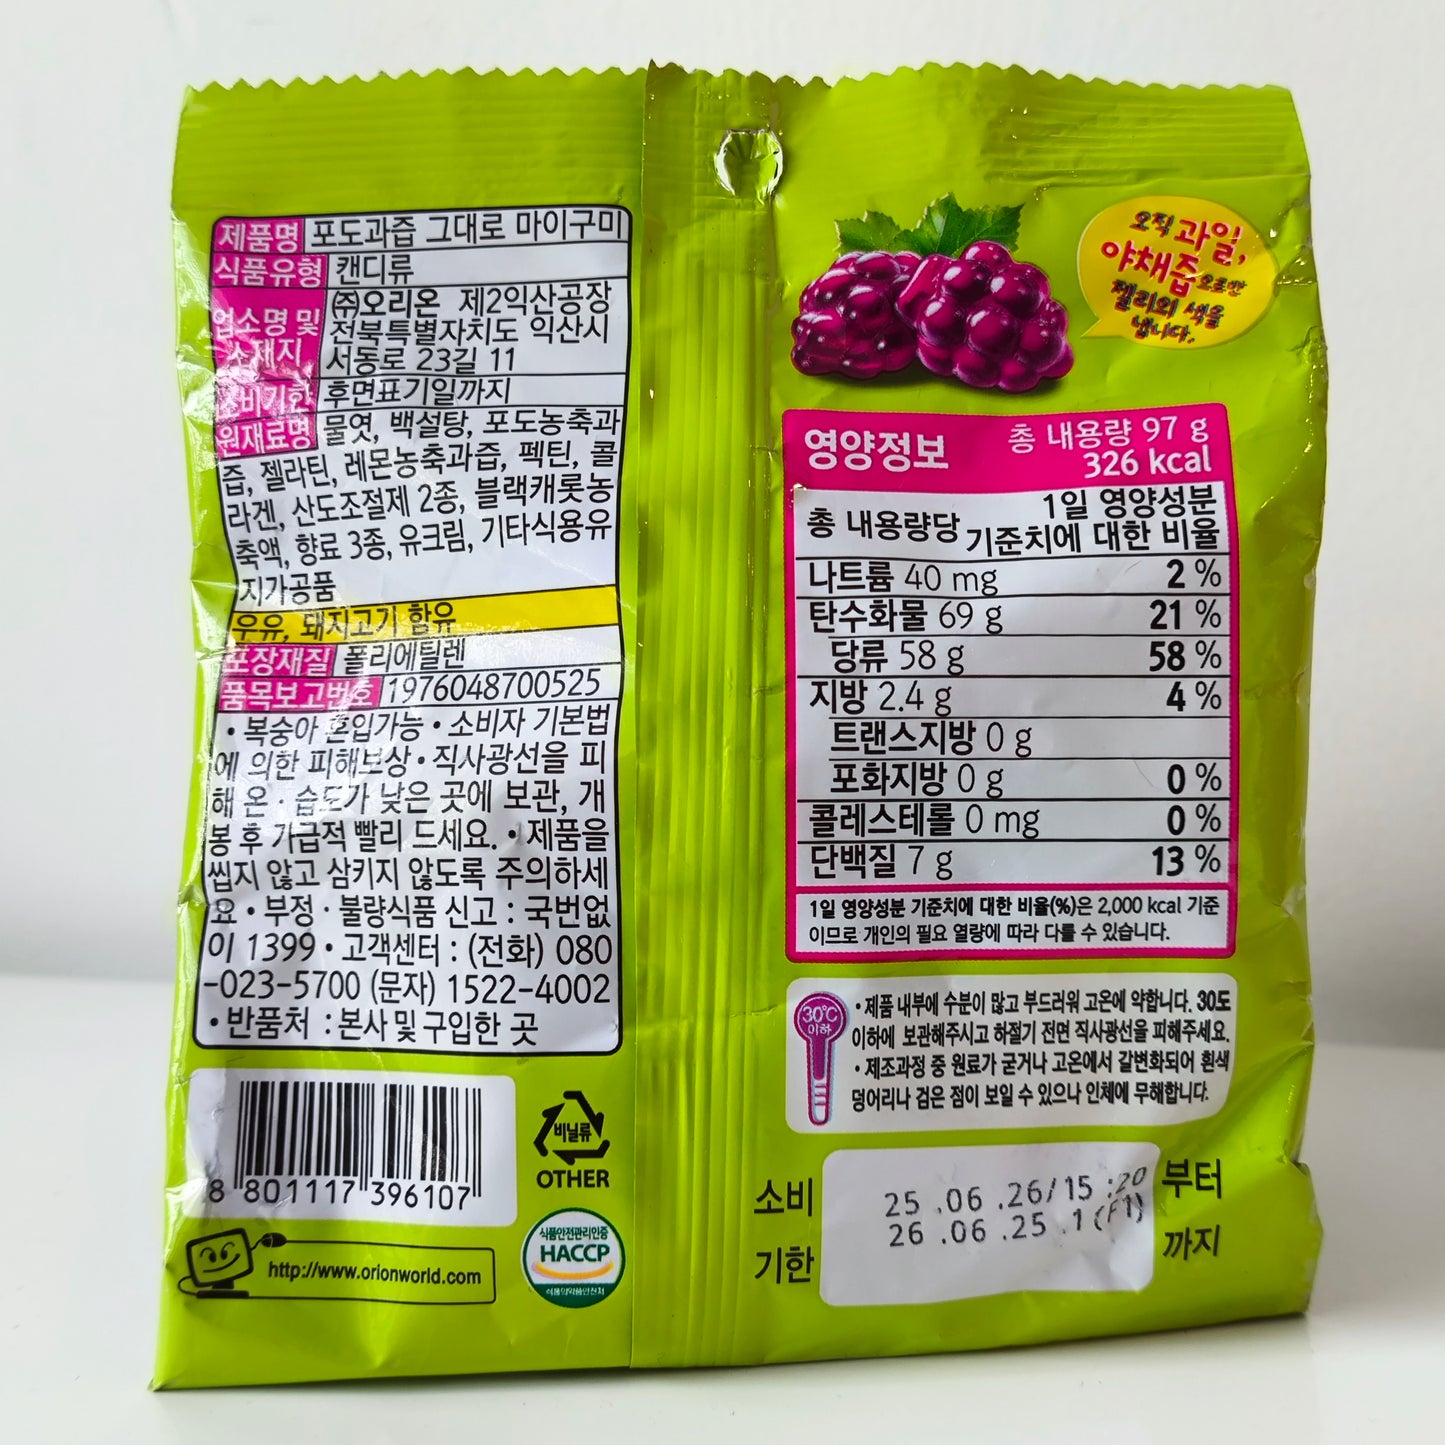 제품명 포도과즙 그대로 마이구미
식품유형 캔디류
업소명 및 소재지 ㈜오리온 제2익산공장
전북특별자치도 익산시
서동로 23길 11
소비기한 후면표기일까지
원재료명 물엿, 백설탕, 포도농축과
즙, 젤라틴, 레몬농축과즙, 펙틴, 콜
라겐, 산도조절제 2종, 블랙캐롯농
축액, 향료 3종, 유크림, 기타식용유
지가공품
우유, 돼지고기 함유
포장재질 폴리에틸렌
품목보고번호 1976048700525
• 복숭아 혼입가능 • 소비자 기본법
에 의한 피해보상 • 직사광선을 피
해 온 · 습도가 낮은 곳에 보관, 개
봉 후 가급적 빨리 드세요. • 제품을
씹지 않고 삼키지 않도록 주의하세
요 • 부정 · 불량식품 신고 : 국번없
이 1399 • 고객센터 : (전화) 080
-023-5700 (문자) 1522-4002
• 반품처 : 본사 및 구입한 곳
8 801117 396107
비닐류
OTHER
http://www.orionworld.com
식품안전관리인증
HACCP
식품의약품안전처
오직 과일,
야채즙으로만
젤리의 색을
냅니다.
영양정보 총 내용량 97 g
326 kcal
총 내용량당 1일 영양성분
기준치에 대한 비율
나트륨 40 mg 2 %
탄수화물 69 g 21 %
당류 58 g 58 %
지방 2.4 g 4 %
트랜스지방 0 g
포화지방 0 g 0 %
콜레스테롤 0 mg 0 %
단백질 7 g 13 %
1일 영양성분 기준치에 대한 비율(%)은 2,000 kcal 기준
이므로 개인의 필요 열량에 따라 다를 수 있습니다.
30℃
이하
• 제품 내부에 수분이 많고 부드러워 고온에 약합니다. 30도
이하에 보관해주시고 하절기 전면 직사광선을 피해주세요.
• 제조과정 중 원료가 굳거나 고온에서 갈변화되어 흰색
덩어리나 검은 점이 보일 수 있으나 인체에 무해합니다.
소비 25 .06 .26/15 :20 부터
기한 26 .06 .25 .1 (F1) 까지